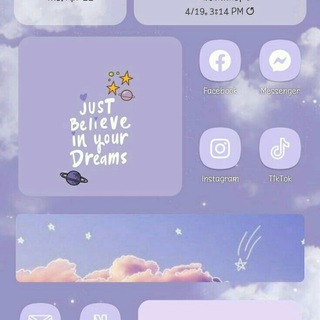 4/19, 3:14 PM
JUST
Believe
in your
Dreams
Facebook
Messenger
Instagram
TikTok